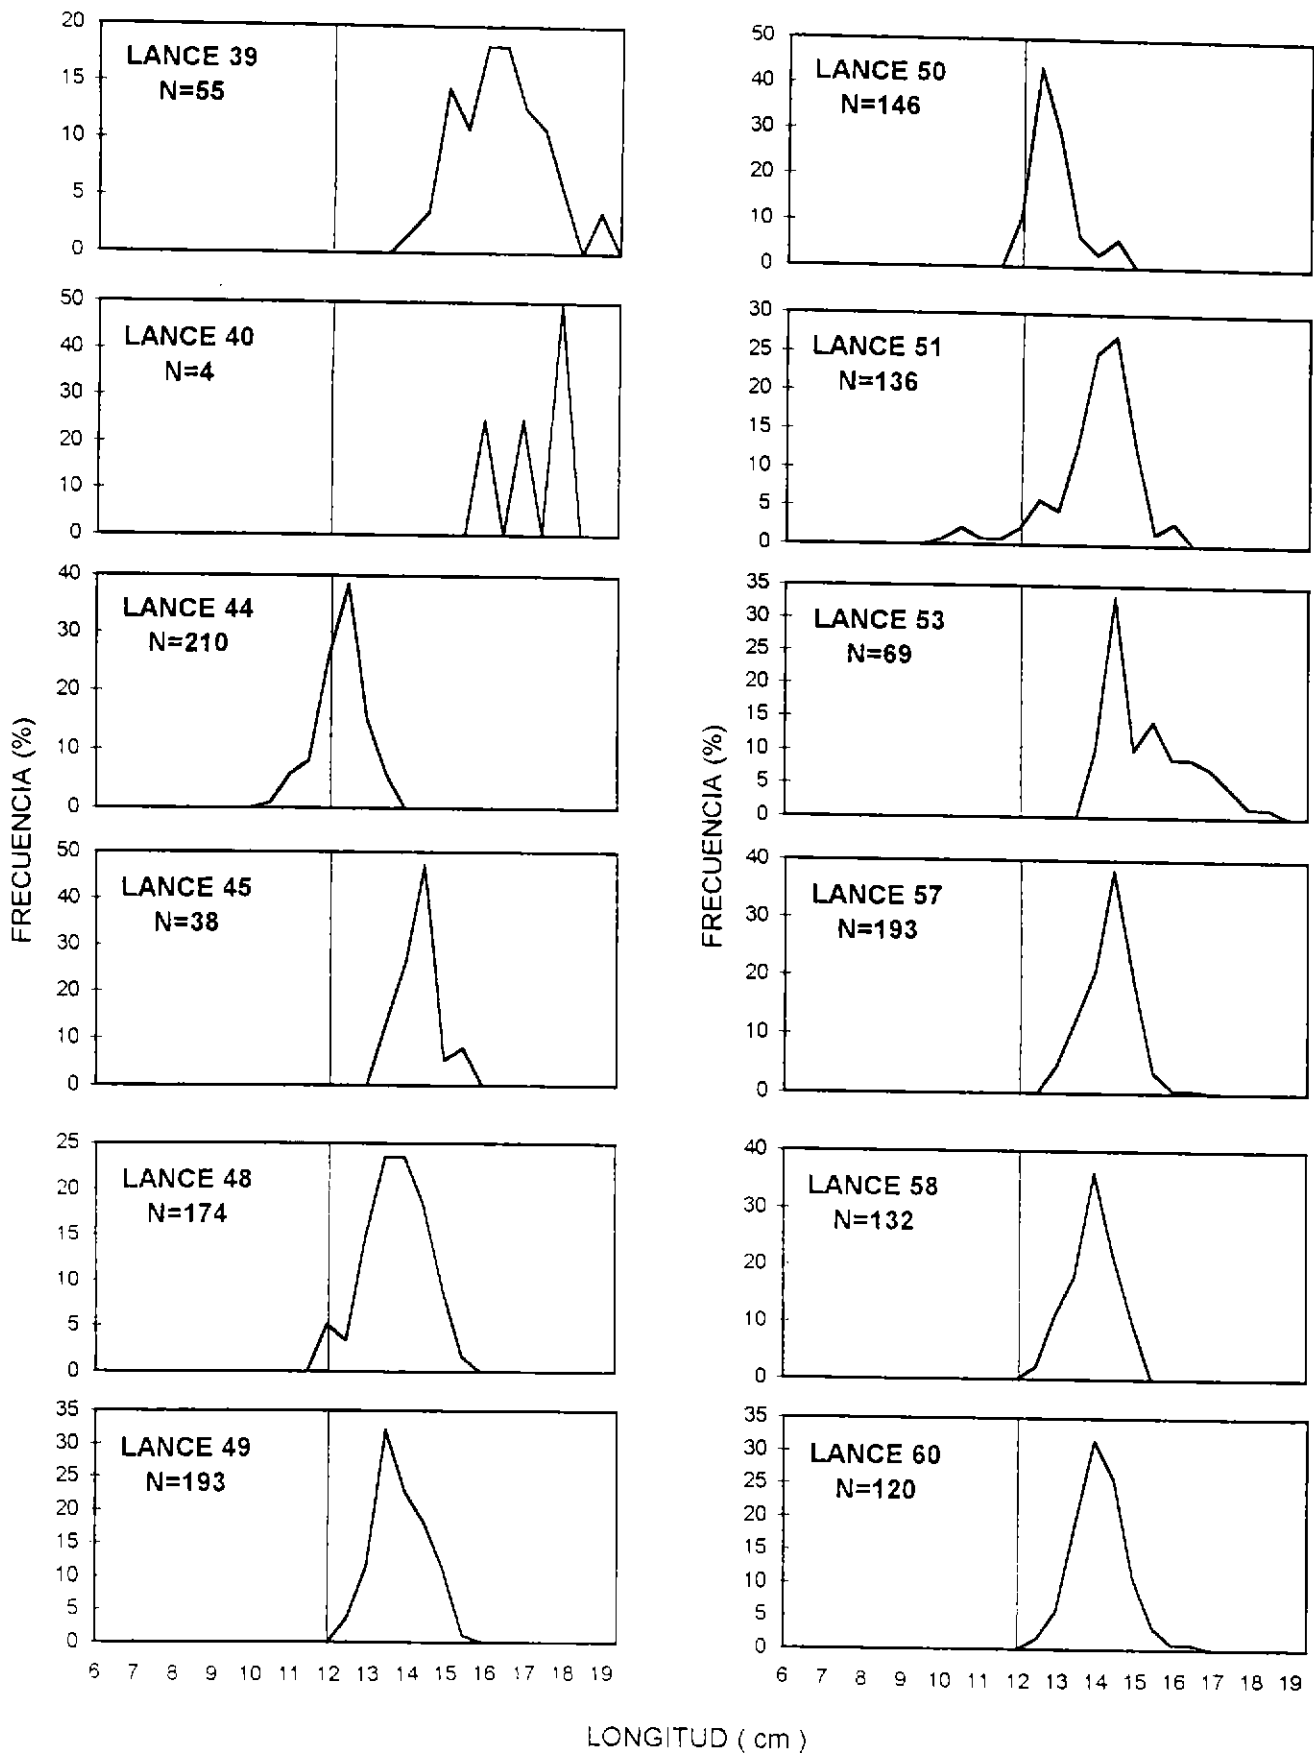 LANCE 39
N=55
20
15
10
5
0
LANCE 40
N=4
50
40
30
20
10
0
LANCE 44
N=210
40
30
20
10
0
LANCE 45
N=38
50
40
30
20
10
0
LANCE 48
N=174
25
20
15
10
5
0
LANCE 49
N=193
35
30
25
20
15
10
5
0
6 7 8 9 10 11 12 13 14 15 16 17 18 19
FRECUENCIA (%)
LANCE 50
N=146
50
40
30
20
10
0
LANCE 51
N=136
30
25
20
15
10
5
0
LANCE 53
N=69
35
30
25
20
15
10
5
0
LANCE 57
N=193
40
30
20
10
0
LANCE 58
N=132
40
30
20
10
0
LANCE 60
N=120
35
30
25
20
15
10
5
0
6 7 8 9 10 11 12 13 14 15 16 17 18 19
FRECUENCIA (%)
LONGITUD ( cm )